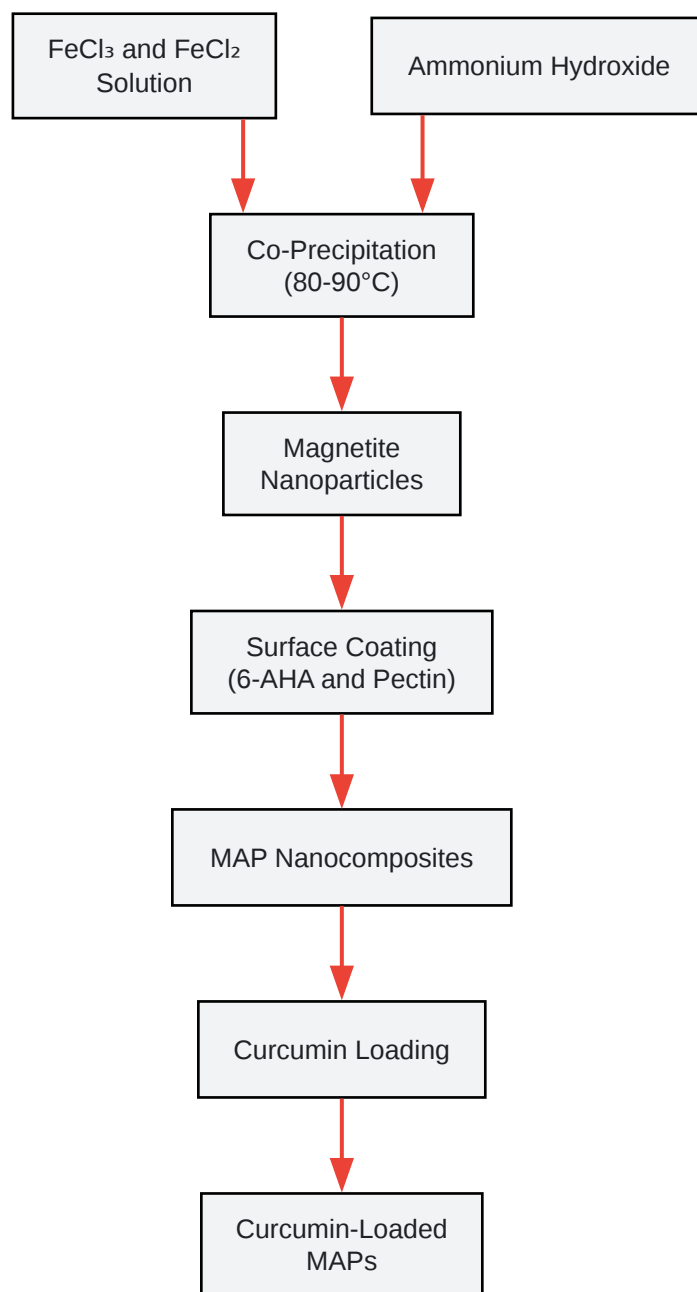 FeCl₃ and FeCl₂
Solution
Ammonium Hydroxide
Co-Precipitation
(80-90°C)
Magnetite
Nanoparticles
Surface Coating
(6-AHA and Pectin)
MAP Nanocomposites
Curcumin Loading
Curcumin-Loaded
MAPs